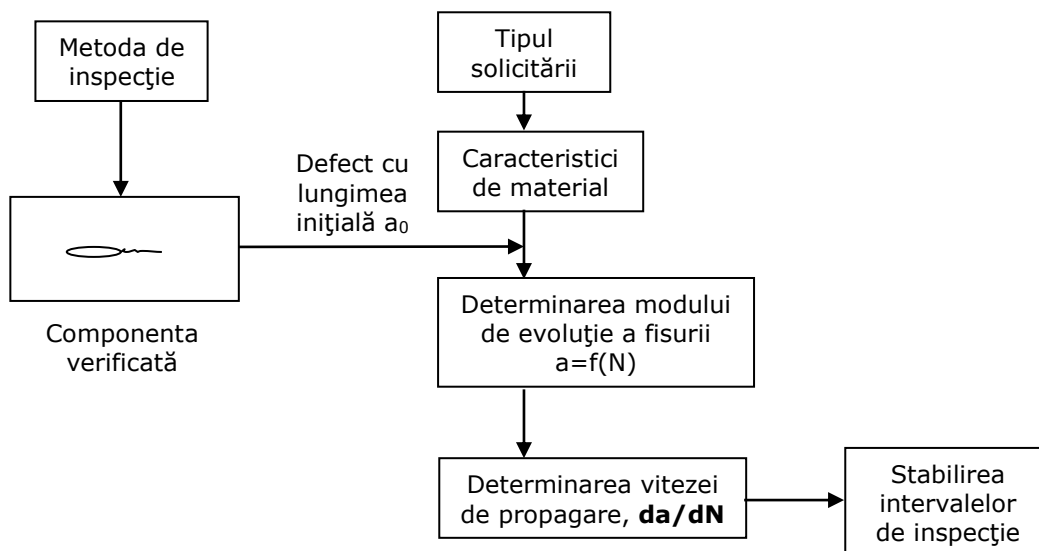 Metoda de
inspecţie
Tipul
solicitării
Caracteristici
de material
Defect cu
lungimea
iniţială a₀
Componenta
verificată
Determinarea modului
de evoluţie a fisurii
a=f(N)
Determinarea vitezei
de propagare, da/dN
Stabilirea
intervalelor
de inspecţie